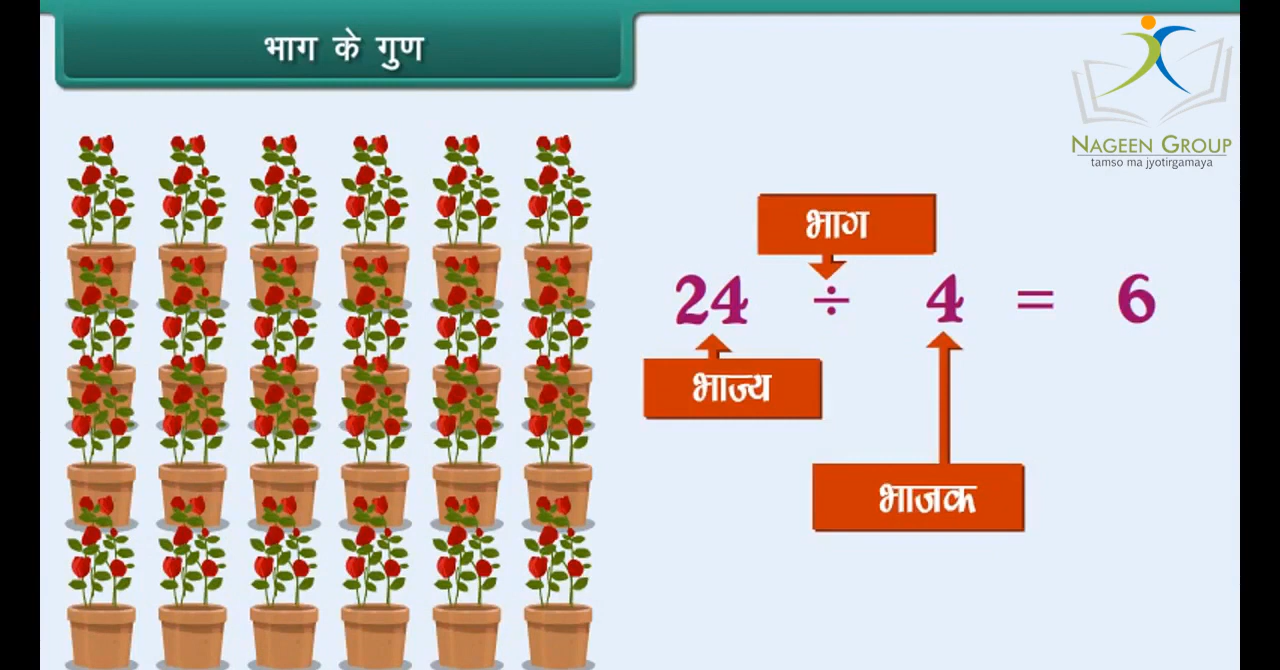 भाग के गुण
NAGEEN GROUP
tamso ma jyotirgamaya
भाग
24 ÷ 4 = 6
भाज्य
भाजक